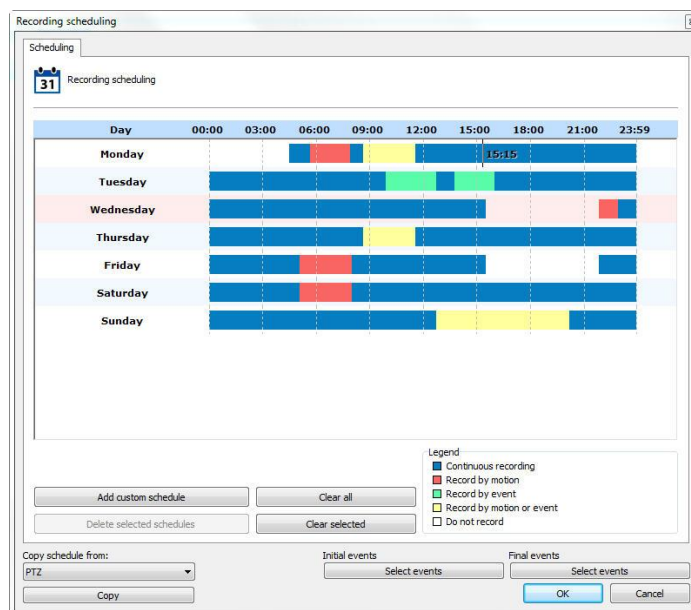 Recording scheduling
Scheduling
31 Recording scheduling
Day 00:00 03:00 06:00 09:00 12:00 15:00 18:00 21:00 23:59
Monday 15:15
Tuesday
Wednesday
Thursday
Friday
Saturday
Sunday
Legend
Continuous recording
Record by motion
Record by event
Record by motion or event
Do not record
Add custom schedule Clear all
Delete selected schedules Clear selected
Copy schedule from: Initial events Final events
PTZ Select events Select events
Copy OK Cancel